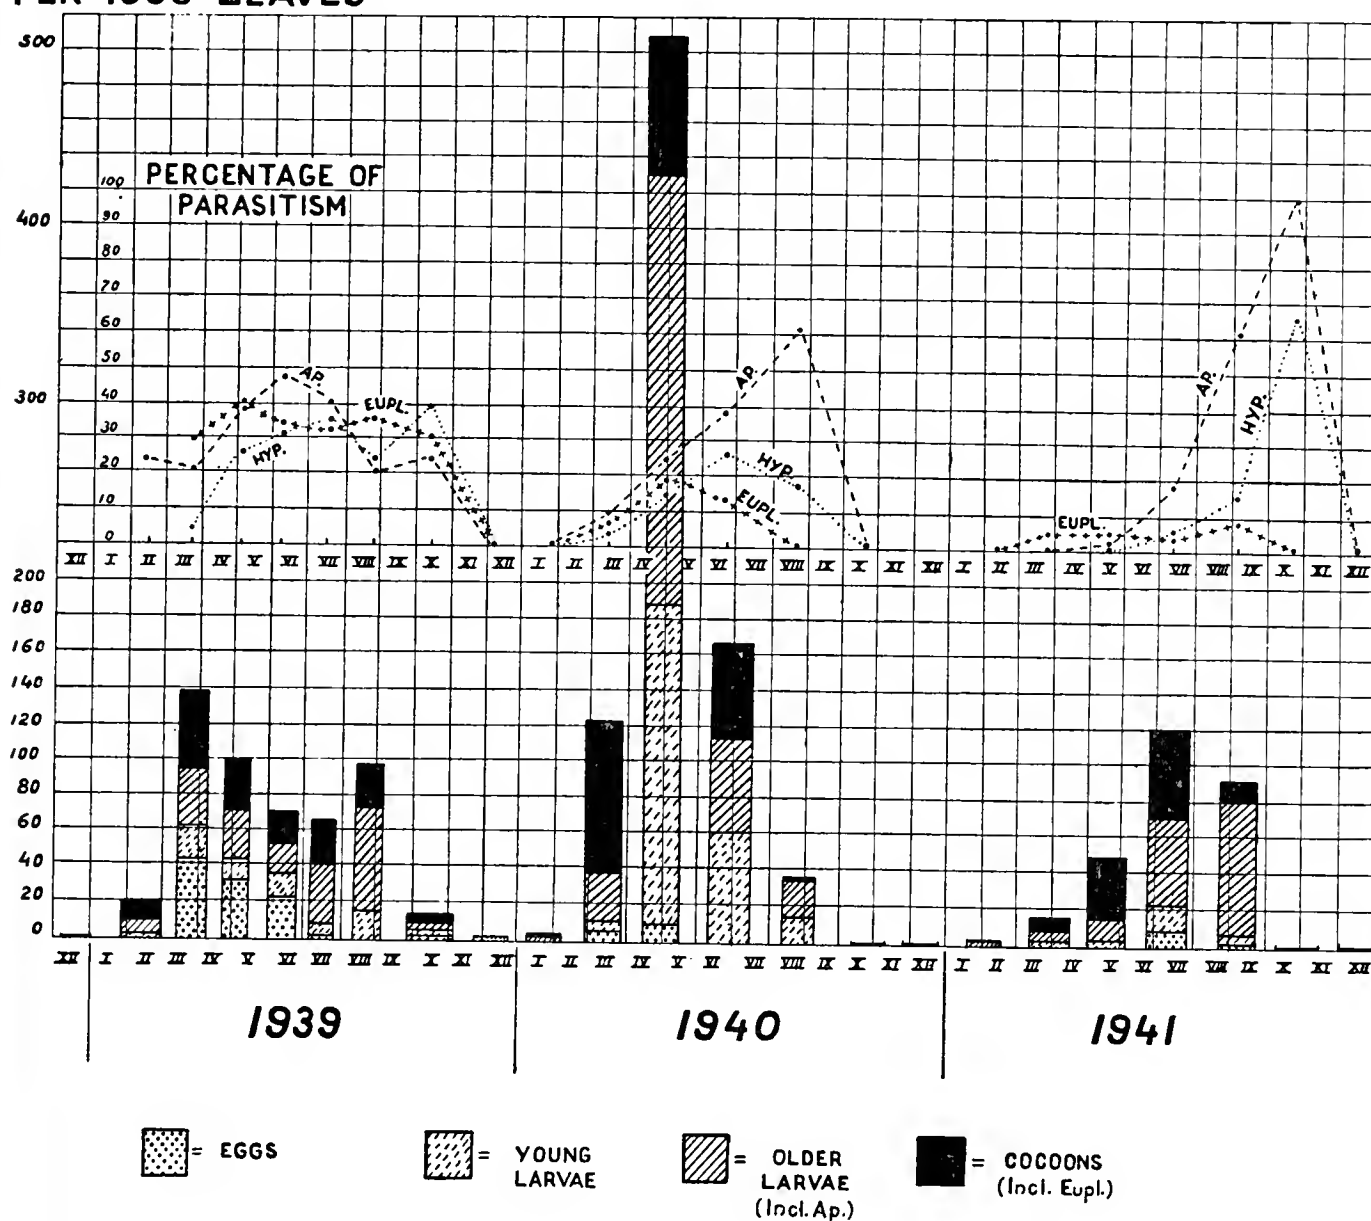 PER 1000 LEAVES
500
400
300
200
180
160
140
120
100
80
60
40
20
0
PERCENTAGE OF
PARASITISM
100
90
80
70
60
50
40
30
20
10
0
AP.
EUPL.
HYP.
AP.
HYP.
EUPL.
EUPL.
AP.
HYP.
XII I II III IV V VI VII VIII IX X XI XII I II III IV V VI VII VIII IX X XI XII I II III IV V VI VII VIII IX X XI XII
XII I II III IV V VI VII VIII IX X XI XII I II III IV V VI VII VIII IX X XI XII I II III IV V VI VII VIII IX X XI XII
1939 1940 1941
= EGGS
= YOUNG
LARVAE
= OLDER
LARVAE
(Incl. Ap.)
= COCOONS
(Incl. Eupl.)